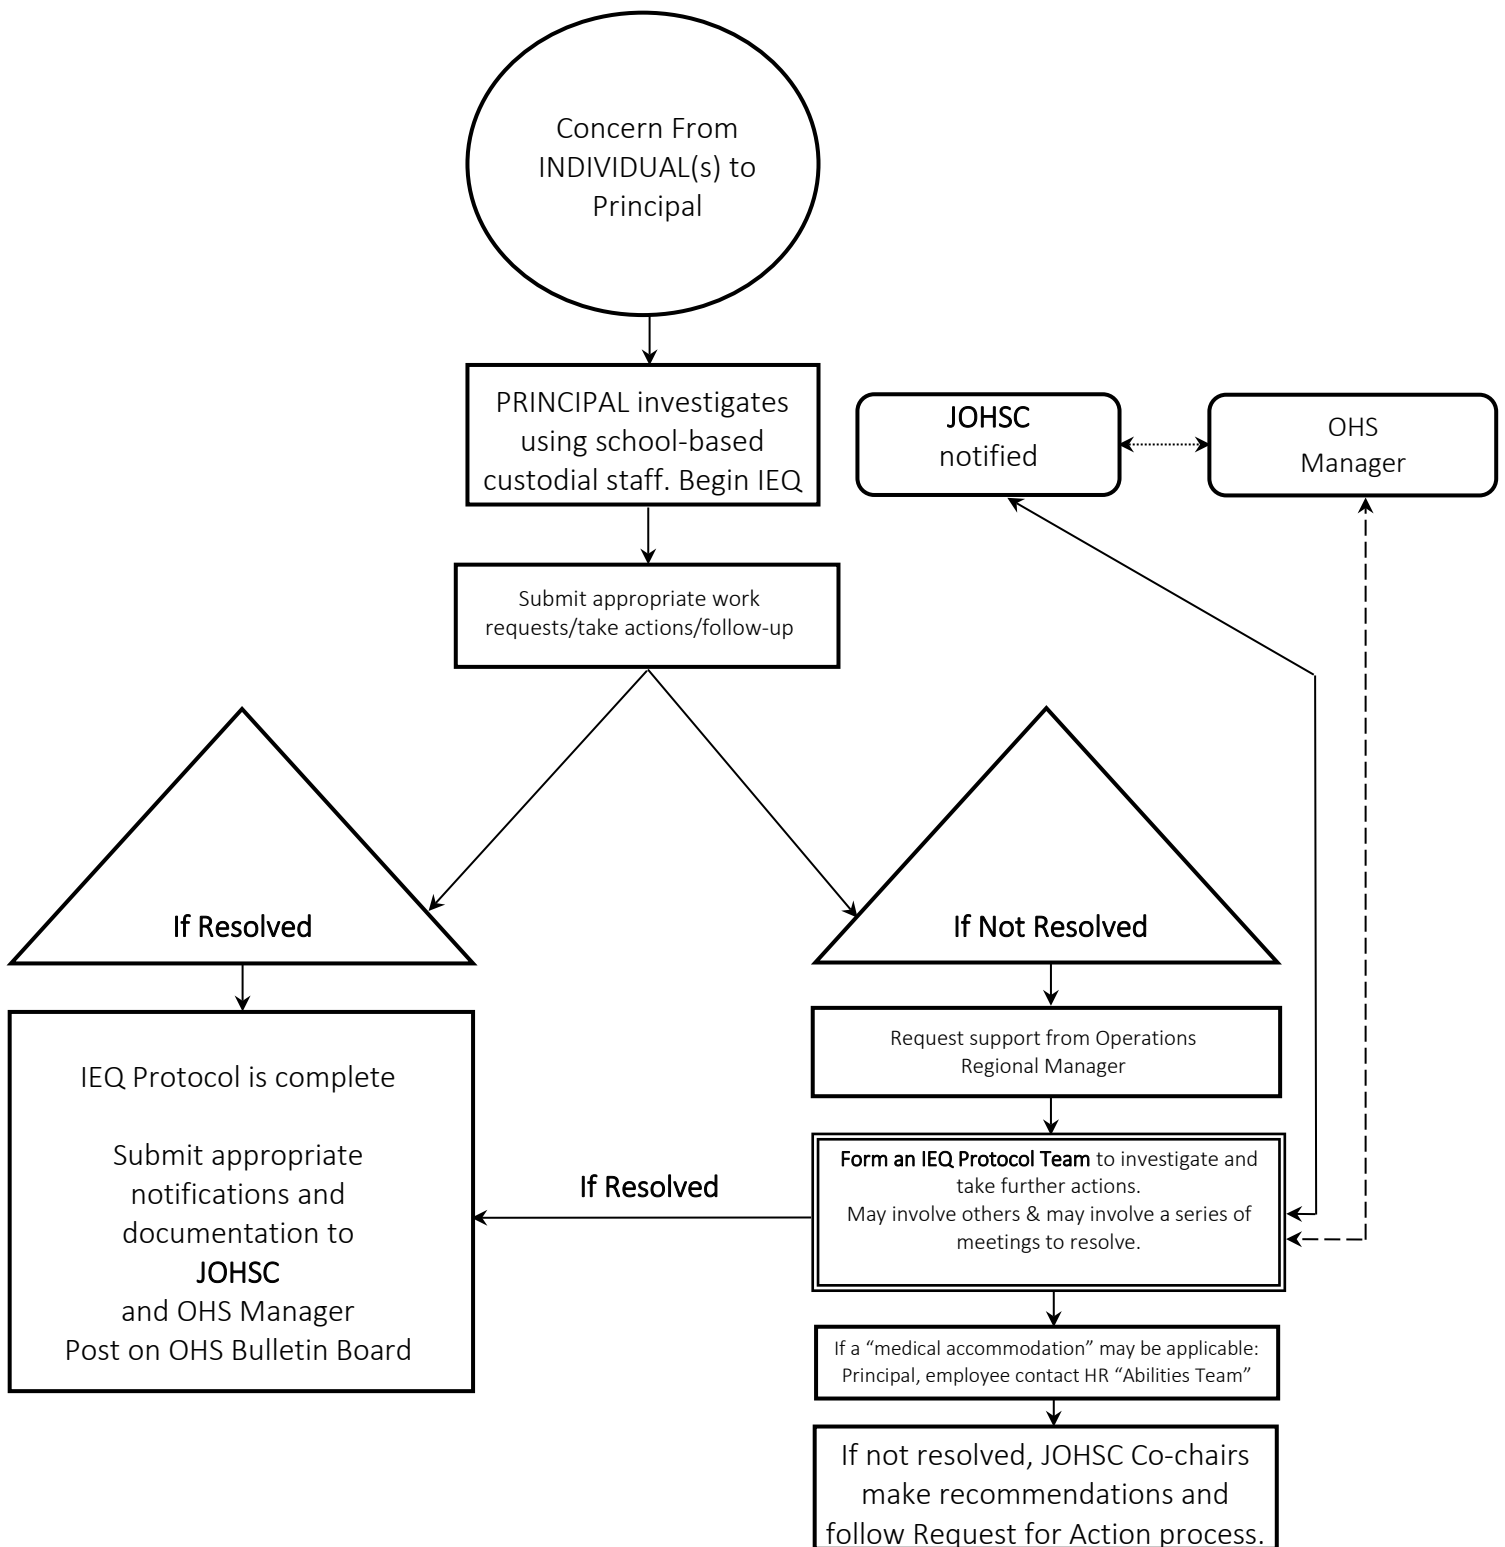 Concern From
INDIVIDUAL(s) to
Principal
PRINCIPAL investigates
using school-based
custodial staff. Begin IEQ
JOHSC
notified
OHS
Manager
Submit appropriate work
requests/take actions/follow-up
If Resolved
If Not Resolved
IEQ Protocol is complete
Submit appropriate
notifications and
documentation to
JOHSC
and OHS Manager
Post on OHS Bulletin Board
Request support from Operations
Regional Manager
If Resolved
Form an IEQ Protocol Team to investigate and
take further actions.
May involve others & may involve a series of
meetings to resolve.
If a “medical accommodation” may be applicable:
Principal, employee contact HR “Abilities Team”
If not resolved, JOHSC Co-chairs
make recommendations and
follow Request for Action process.